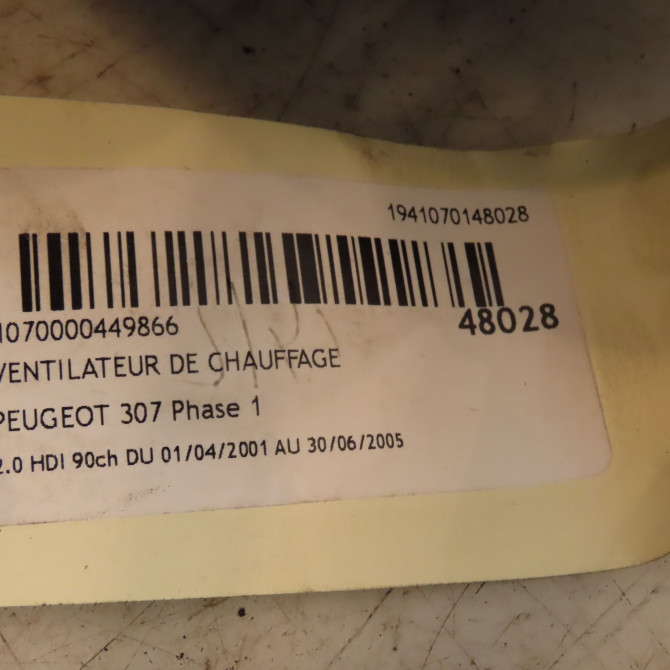 1941070148028
1070000449866
48028
VENTILATEUR DE CHAUFFAGE
PEUGEOT 307 Phase 1
2.0 HDI 90ch DU 01/04/2001 AU 30/06/2005